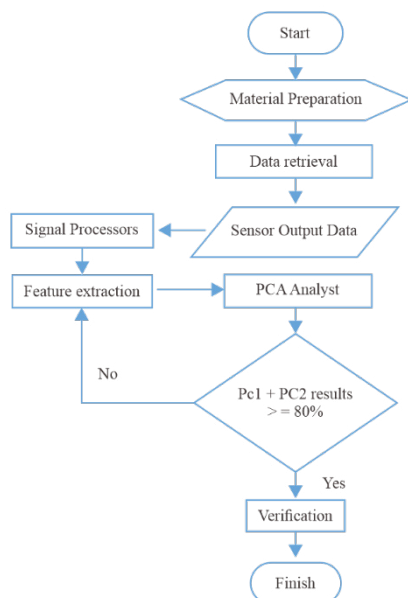 Start
Material Preparation
Data retrieval
Sensor Output Data
Signal Processors
Feature extraction
PCA Analyst
Pc1 + PC2 results
> = 80%
No
Yes
Verification
Finish